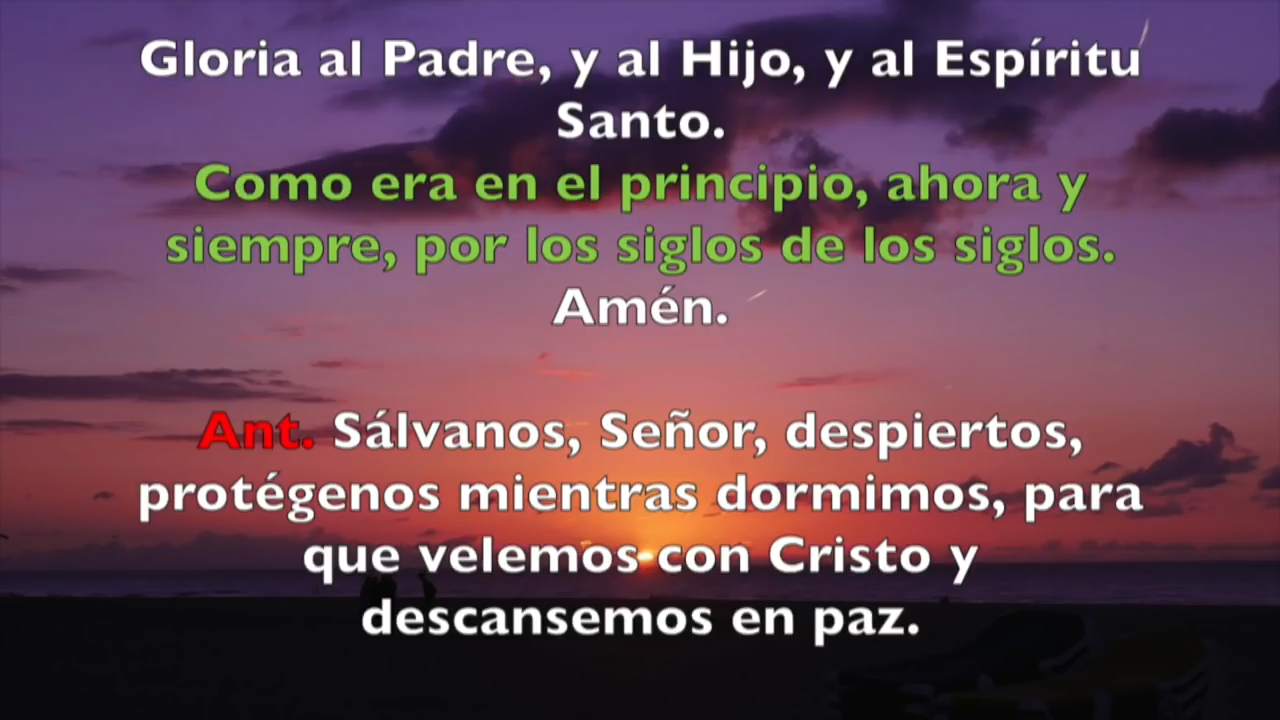 Gloria al Padre, y al Hijo, y al Espíritu
Santo.
Como era en el principio, ahora y
siempre, por los siglos de los siglos.
Amén.
Ant. Sálvanos, Señor, despiertos,
protégenos mientras dormimos, para
que velemos con Cristo y
descansemos en paz.